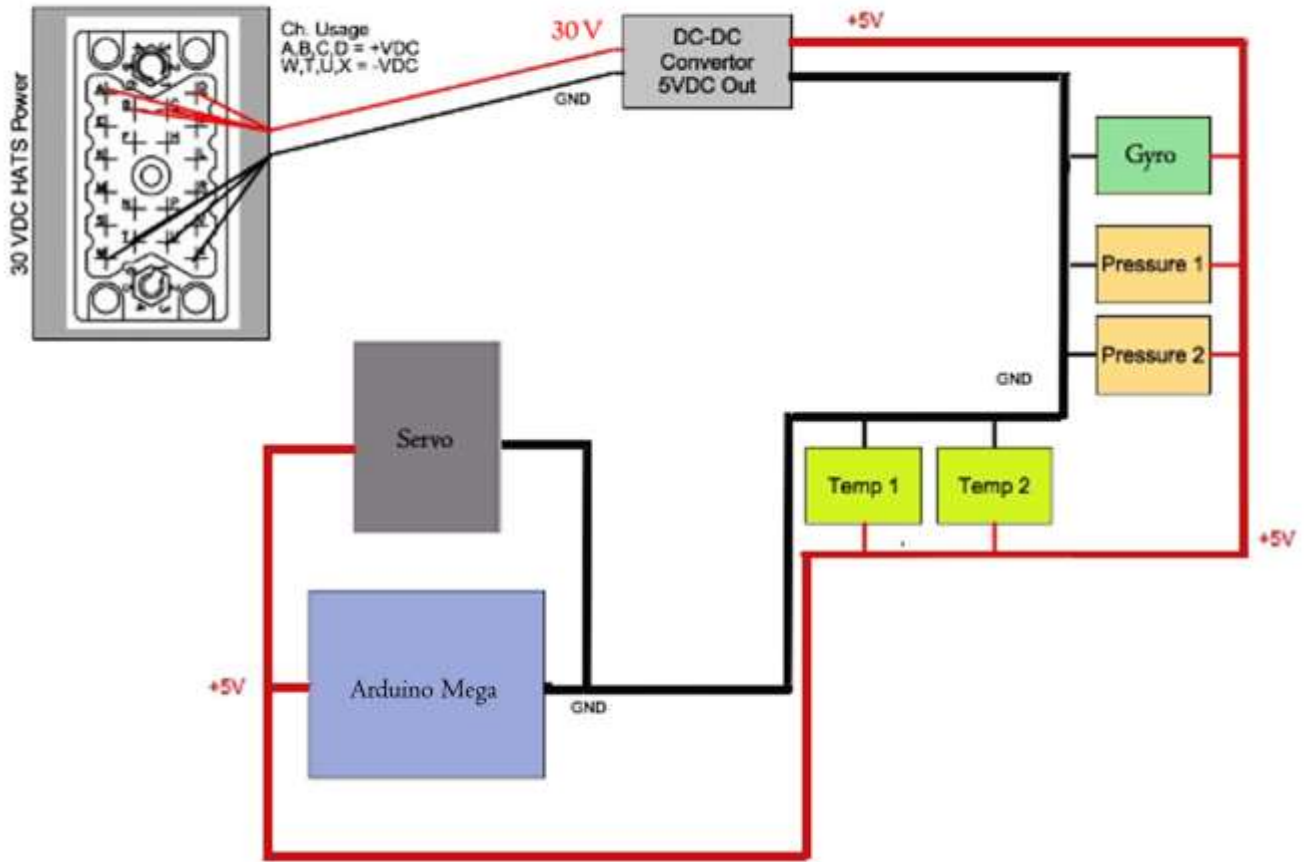 30 VDC HATS Power
Ch. Usage
A,B,C,D = +VDC
W,T,U,X = -VDC
30 V
GND
DC-DC
Convertor
5VDC Out
+5V
Gyro
Pressure 1
Pressure 2
GND
Servo
Temp 1
Temp 2
+5V
Arduino Mega
+5V
GND